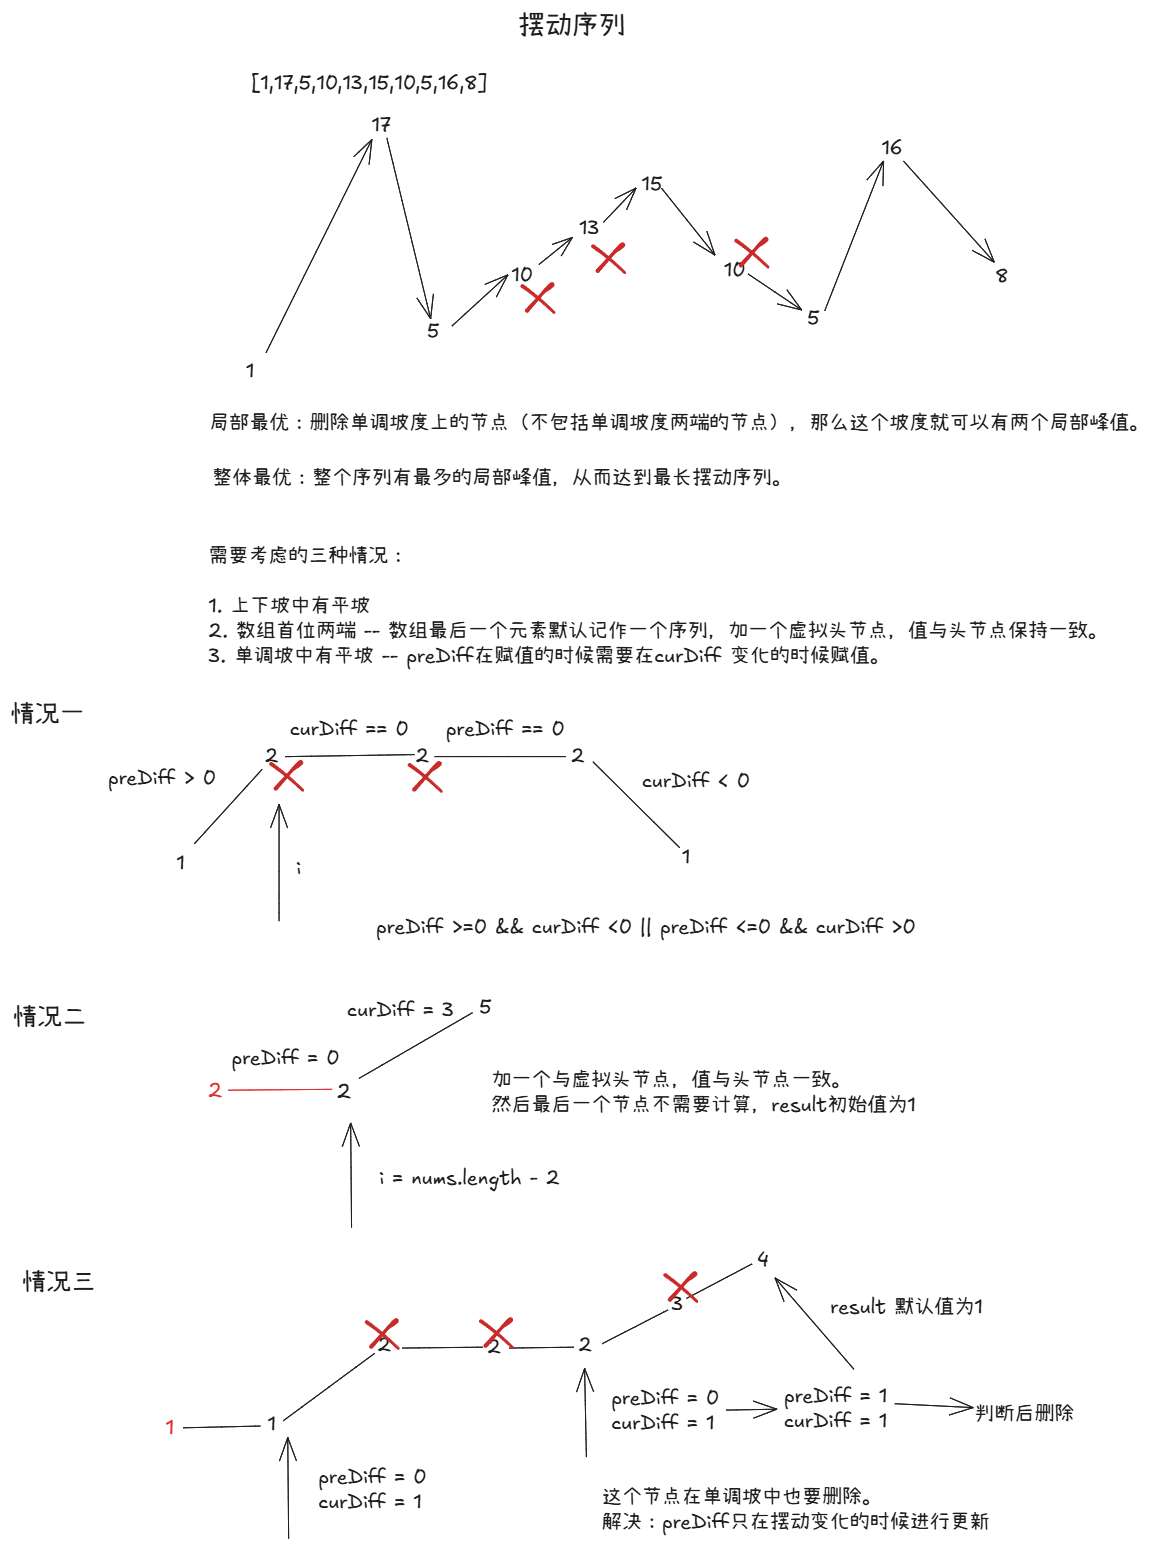 摆动序列
[1,17,5,10,13,15,10,5,16,8]
17
16
15
13
10
10
8
5
5
1
局部最优：删除单调坡度上的节点（不包括单调坡度两端的节点），那么这个坡度就可以有两个局部峰值。
整体最优：整个序列有最多的局部峰值，从而达到最长摆动序列。
需要考虑的三种情况：
1. 上下坡中有平坡
2. 数组首位两端 -- 数组最后一个元素默认记作一个序列，加一个虚拟头节点，值与头节点保持一致。
3. 单调坡中有平坡 -- preDiff在赋值的时候需要在curDiff 变化的时候赋值。
情况一
curDiff == 0
preDiff == 0
2
2
2
preDiff > 0
curDiff < 0
1
1
i
preDiff >=0 && curDiff <0 || preDiff <=0 && curDiff >0
情况二
curDiff = 3
5
preDiff = 0
2
2
加一个与虚拟头节点，值与头节点一致。
然后最后一个节点不需要计算，result初始值为1
i = nums.length - 2
情况三
4
3
result 默认值为1
2
2
2
1
1
preDiff = 0
curDiff = 1
preDiff = 1
curDiff = 1
判断后删除
preDiff = 0
curDiff = 1
这个节点在单调坡中也要删除。
解决：preDiff只在摆动变化的时候进行更新